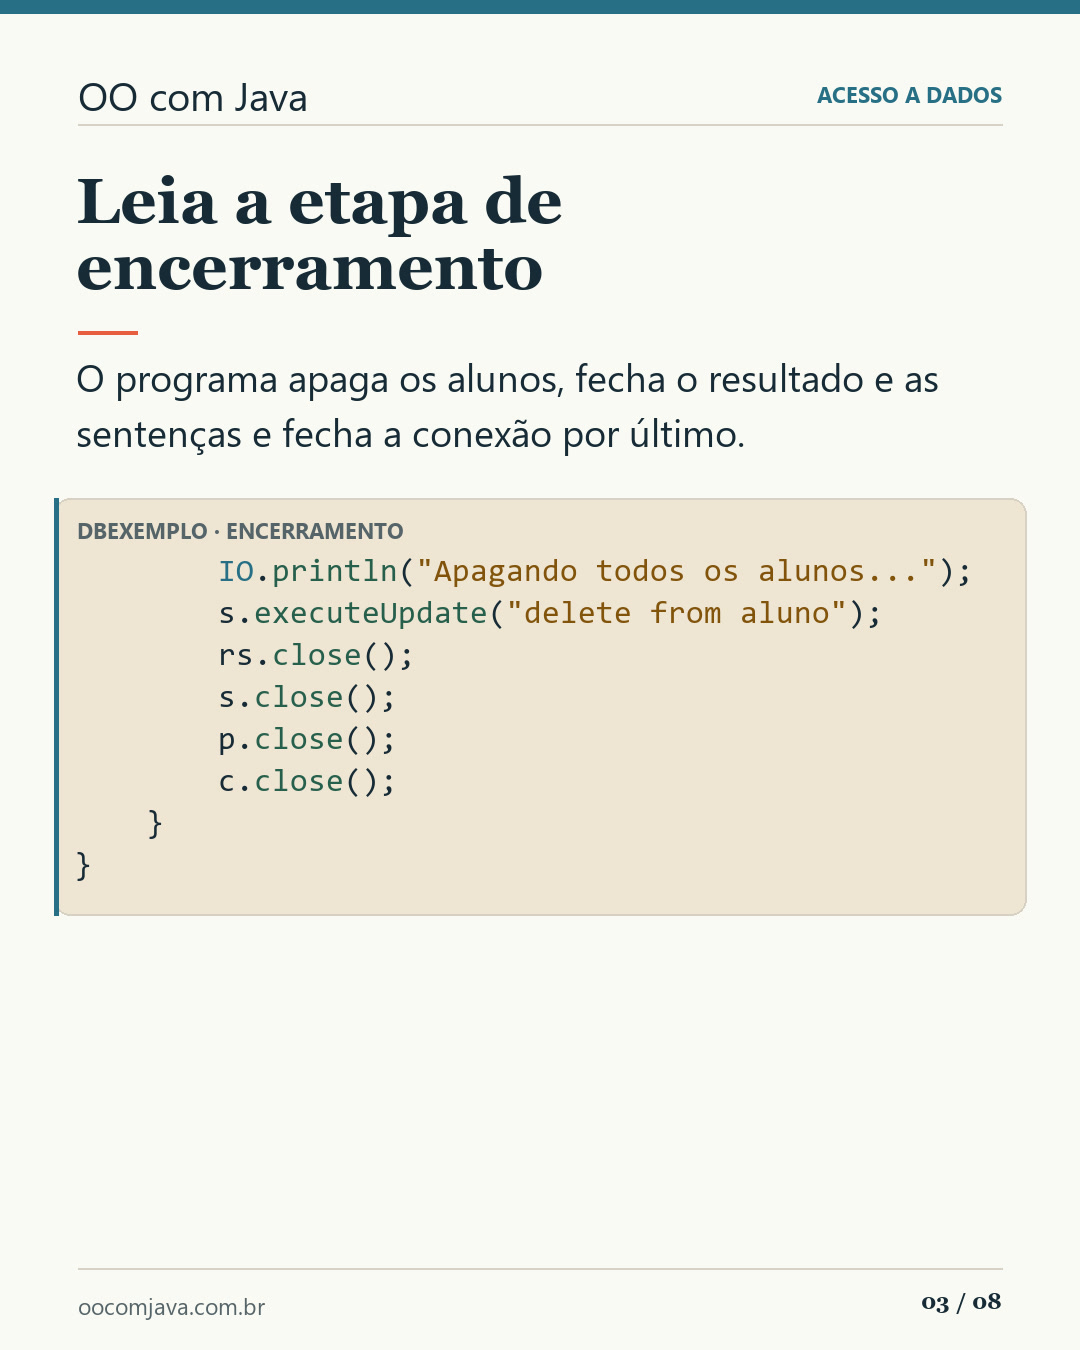 OO com Java
ACESSO A DADOS
Leia a etapa de
encerramento
O programa apaga os alunos, fecha o resultado e as
sentenças e fecha a conexão por último.
DBEXEMPLO · ENCERRAMENTO
        IO.println("Apagando todos os alunos...");
        s.executeUpdate("delete from aluno");
        rs.close();
        s.close();
        p.close();
        c.close();
    }
}
oocomjava.com.br
03 / 08